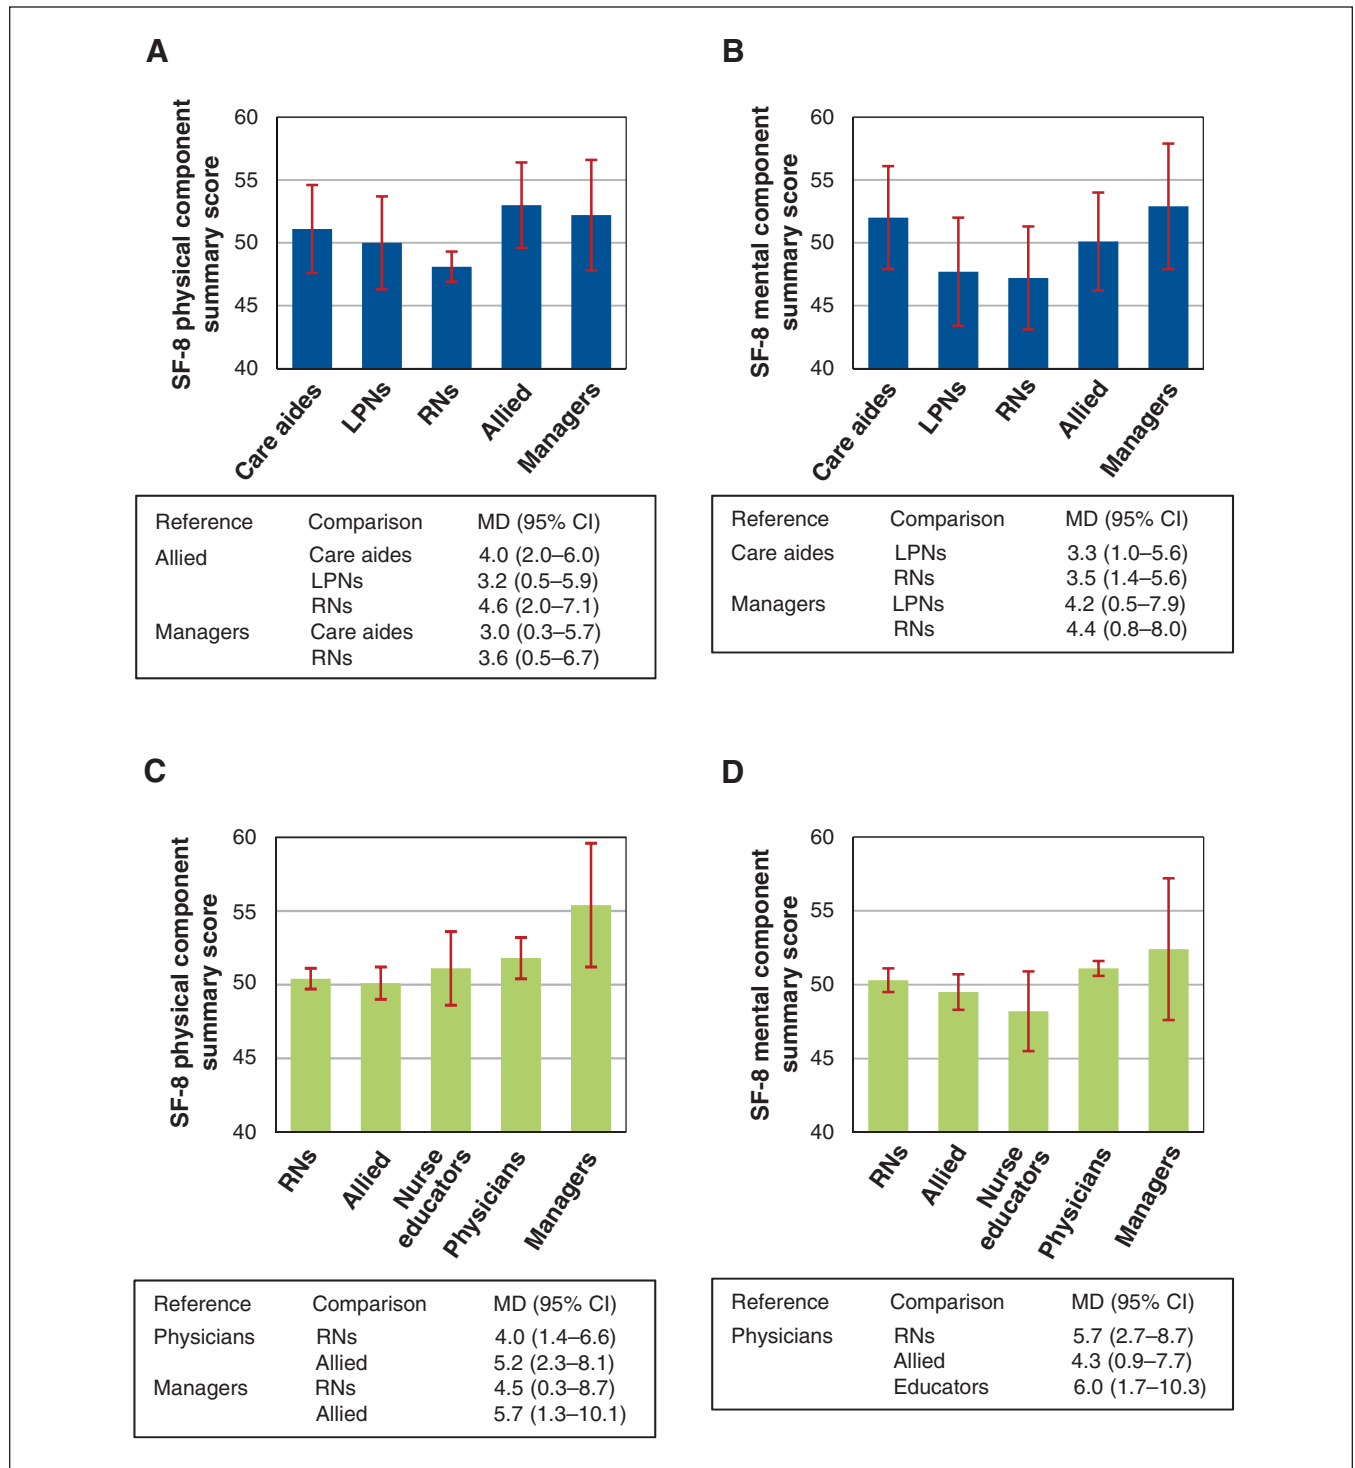 A
SF-8 physical component
summary score
60
55
50
45
40
Care aides
LPNs
RNs
Allied
Managers
Reference Comparison MD (95% CI)
Allied Care aides 4.0 (2.0–6.0)
LPNs 3.2 (0.5–5.9)
RNs 4.6 (2.0–7.1)
Managers Care aides 3.0 (0.3–5.7)
RNs 3.6 (0.5–6.7)
B
SF-8 mental component
summary score
60
55
50
45
40
Care aides
LPNs
RNs
Allied
Managers
Reference Comparison MD (95% CI)
Care aides LPNs 3.3 (1.0–5.6)
RNs 3.5 (1.4–5.6)
Managers LPNs 4.2 (0.5–7.9)
RNs 4.4 (0.8–8.0)
C
SF-8 physical component
summary score
60
55
50
45
40
RNs
Allied
Nurse
educators
Physicians
Managers
Reference Comparison MD (95% CI)
Physicians RNs 4.0 (1.4–6.6)
Allied 5.2 (2.3–8.1)
Managers RNs 4.5 (0.3–8.7)
Allied 5.7 (1.3–10.1)
D
SF-8 mental component
summary score
60
55
50
45
40
RNs
Allied
Nurse
educators
Physicians
Managers
Reference Comparison MD (95% CI)
Physicians RNs 5.7 (2.7–8.7)
Allied 4.3 (0.9–7.7)
Educators 6.0 (1.7–10.3)